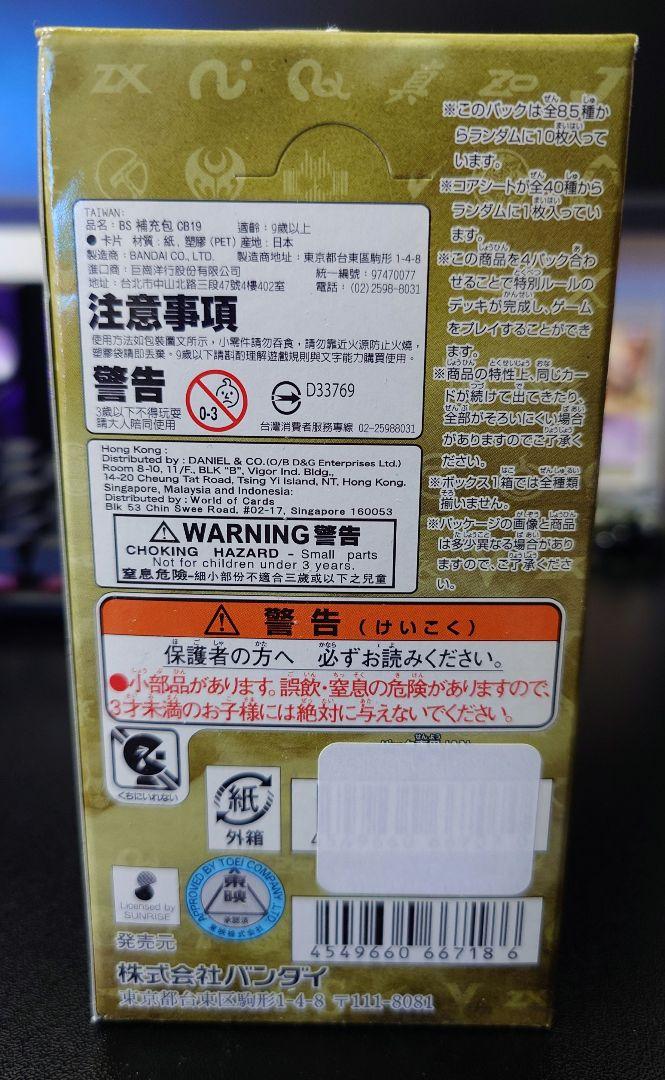 ZX
真
ZO
J
※このパックは全85種か
らランダムに10枚入って
います。
※コアシートが全40種から
ランダムに1枚入ってい
ます。
※この商品を4パック合わ
せることで特別ルールの
デッキが完成し、ゲーム
をプレイすることができ
ます。
※商品の特性上、同じカー
ドが続けて出てきたり、
全部がそろいにくい場合
がありますのでご了承く
ださい。
※ボックス1箱では全種類
揃いません。
※パッケージの画像と商品
は多少異なる場合があり
ますので、ご了承くださ
い。
TAIWAN:
品名: BS 補充包 CB19 適齡: 9歲以上
●卡片 材質: 紙, 塑膠 (PET) 產地: 日本
製造商: BANDAI CO., LTD. 製造商地址: 東京都台東區駒形 1-4-8
進口商: 巨崗洋行股份有限公司 統一編號: 97470077
地址: 台北市中山北路三段47號4樓402室 電話: (02)2598-8031
注意事項
使用方法如包裝圖文所示, 小零件請勿吞食, 請勿靠近火源防止火燒,
塑膠袋請即丟棄。9歲以下請斟酌理解遊戲規則與文字能力購買使用。
警告
3歲以下不得玩耍
請大人陪同使用
0-3
D33769
台灣消費者服務專線 02-25988031
Hong Kong :
Distributed by : DANIEL & CO.(O/B D&G Enterprises Ltd.)
Room 8-10, 11/F., BLK "B", Vigor Ind. Bldg.,
14-20 Cheung Tat Road, Tsing Yi Island, NT, Hong Kong.
Singapore, Malaysia and Indonesia:
Distributed by : World of Cards
Blk 53 Chin Swee Road, #02-17, Singapore 160053
WARNING 警告
CHOKING HAZARD – Small parts
Not for children under 3 years.
窒息危險-細小部份不適合三歲或以下之兒童
警告 (けいこく)
保護者の方へ 必ずお読みください。
●小部品があります。誤飲・窒息の危険がありますので、
3才未満のお子様には絶対に与えないでください。
くちにいれない
紙
外箱
Licensed by
SUNRISE
APPROVED BY TOEI COMPANY, LTD
東映
承認済
東映株式会社
4549660 66718 6
発売元
株式会社バンダイ
東京都台東区駒形1-4-8 〒111-8081
ZX